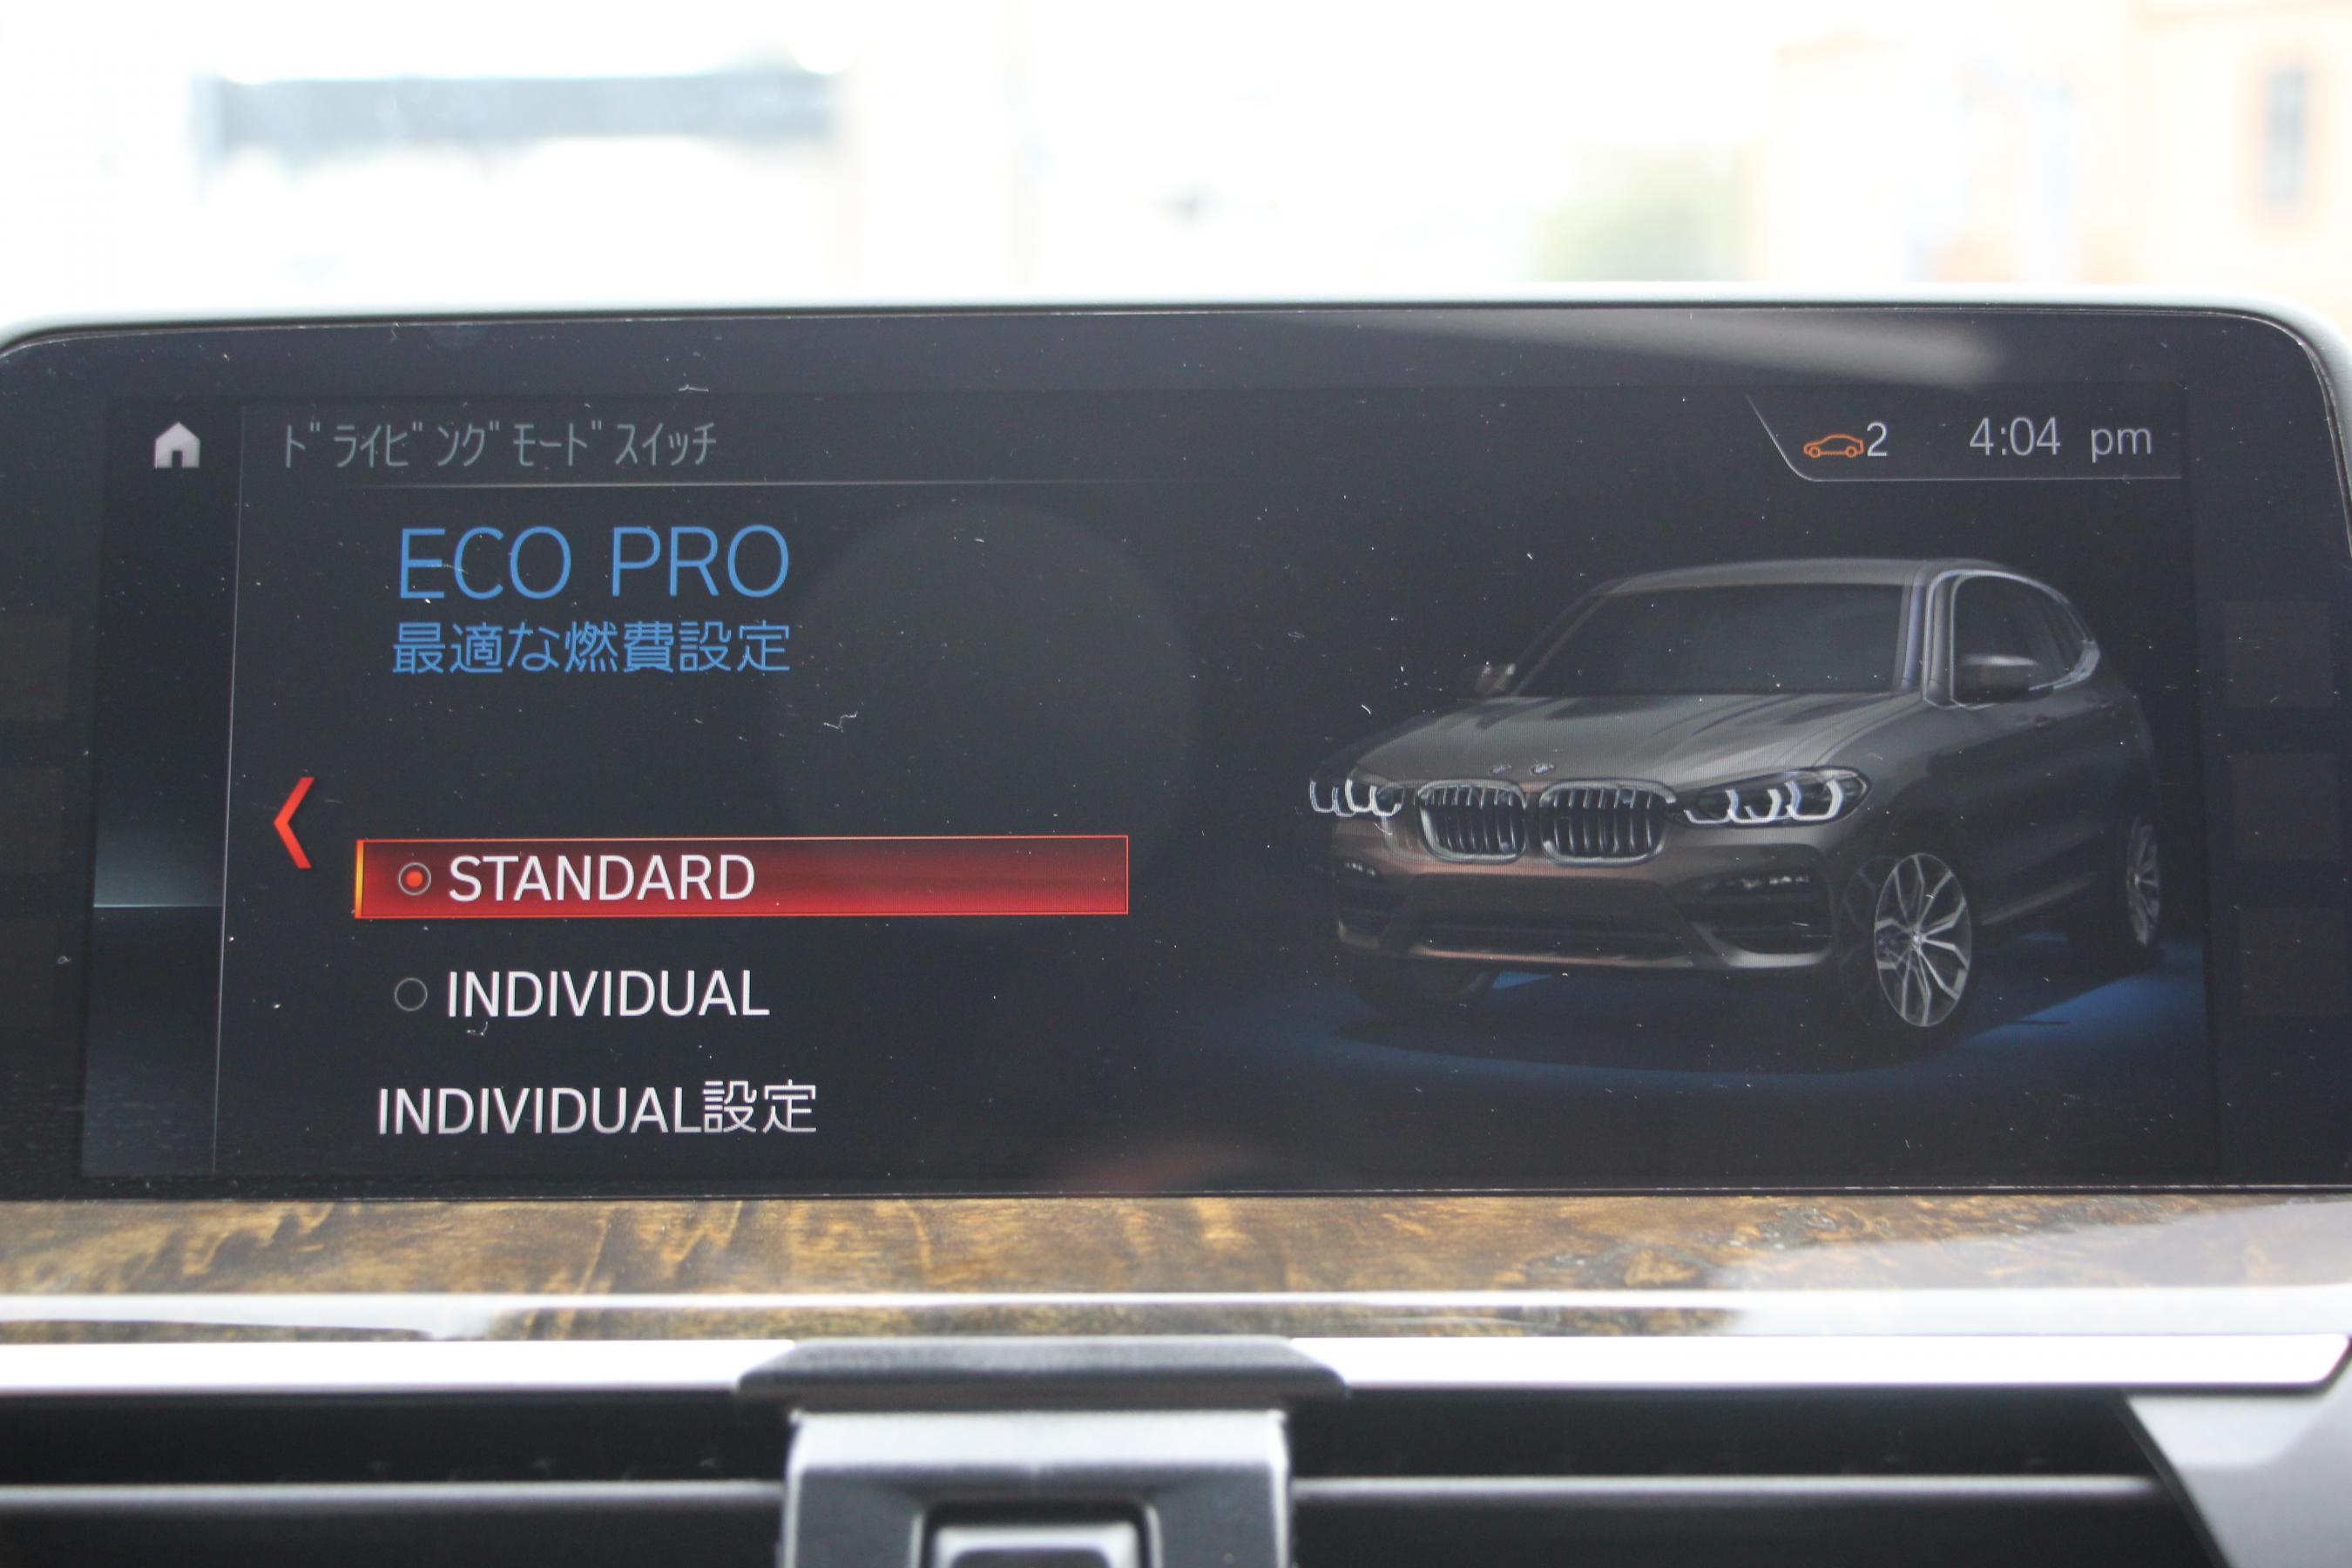 ﾄﾞﾗｲﾋﾞﾝｸﾞﾓｰﾄﾞｽｲｯﾁ
2 4:04 pm
ECO PRO
最適な燃費設定
STANDARD
INDIVIDUAL
INDIVIDUAL設定